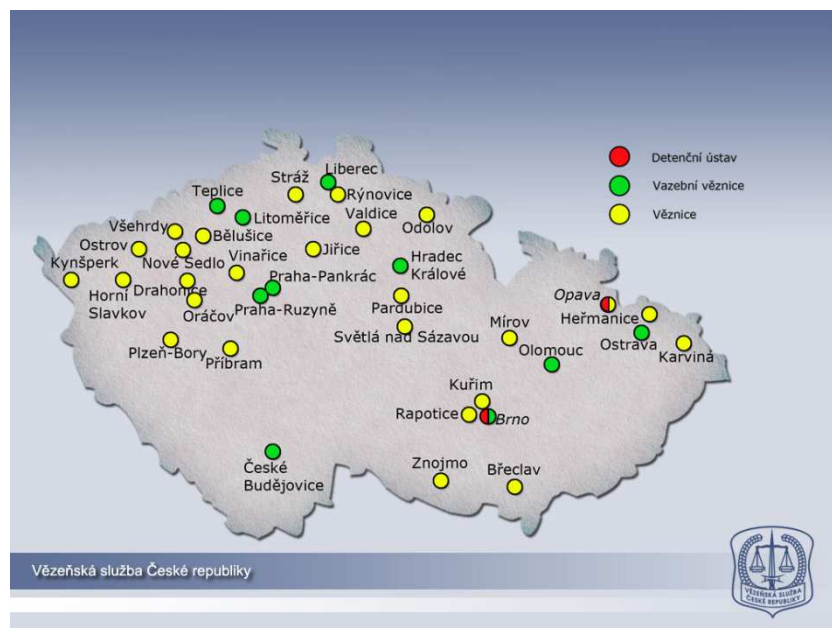 Detenční ústav
Vazební věznice
Věznice
Liberec
Stráž
Rýnovice
Teplice
Litoměřice
Valdice
Odolov
Všehrdy
Bělušice
Ostrov
Nové Sedlo
Vinařice
Jiřice
Hradec
Králové
Kynšperk
Praha-Pankrác
Horní
Slavkov
Drahonice
Oráčov
Praha-Ruzyně
Pardubice
Opava
Heřmanice
Světlá nad Sázavou
Mírov
Ostrava
Karviná
Plzeň-Bory
Příbram
Olomouc
Kuřim
Rapotice
Brno
České
Budějovice
Znojmo
Břeclav
Vězeňská služba České republiky
VĚZEŇSKÁ SLUŽBA
ČESKÉ REPUBLIKY